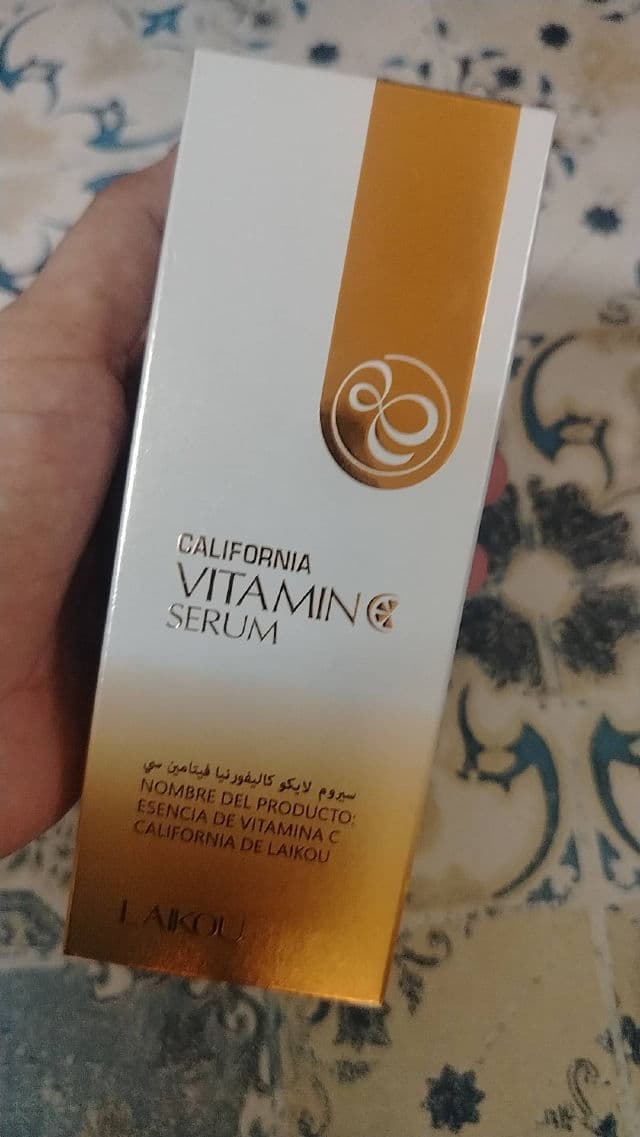 CALIFORNIA
VITAMIN C
SERUM
سيروم لايكو كاليفورنيا فيتامين سي
NOMBRE DEL PRODUCTO:
ESENCIA DE VITAMINA C
CALIFORNIA DE LAIKOU
LAIKOU